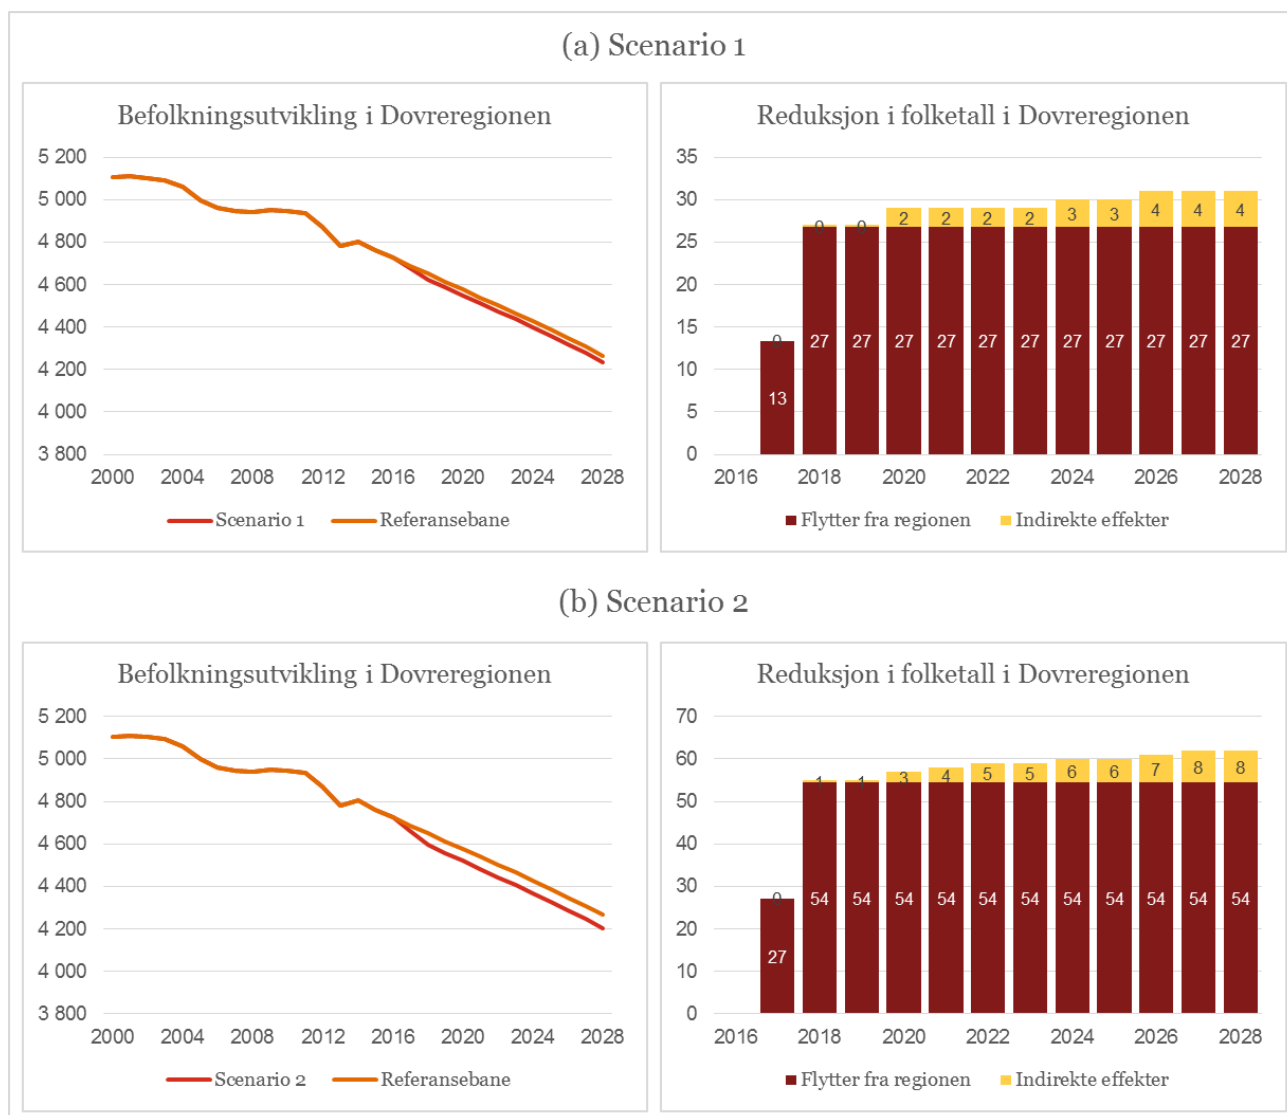 (a) Scenario 1
Befolkningsutvikling i Dovreregionen
5 200
5 000
4 800
4 600
4 400
4 200
4 000
3 800
2000 2004 2008 2012 2016 2020 2024 2028
Scenario 1 Referansebane
Reduksjon i folketall i Dovreregionen
35
30
25
20
15
10
5
0
0 0 0 2 2 2 2 3 3 4 4 4
13 27 27 27 27 27 27 27 27 27 27 27
2016 2018 2020 2022 2024 2026 2028
Flytter fra regionen Indirekte effekter
(b) Scenario 2
Befolkningsutvikling i Dovreregionen
5 200
5 000
4 800
4 600
4 400
4 200
4 000
3 800
2000 2004 2008 2012 2016 2020 2024 2028
Scenario 2 Referansebane
Reduksjon i folketall i Dovreregionen
70
60
50
40
30
20
10
0
0 1 1 3 4 5 5 6 6 7 8 8
27 54 54 54 54 54 54 54 54 54 54 54
2016 2018 2020 2022 2024 2026 2028
Flytter fra regionen Indirekte effekter